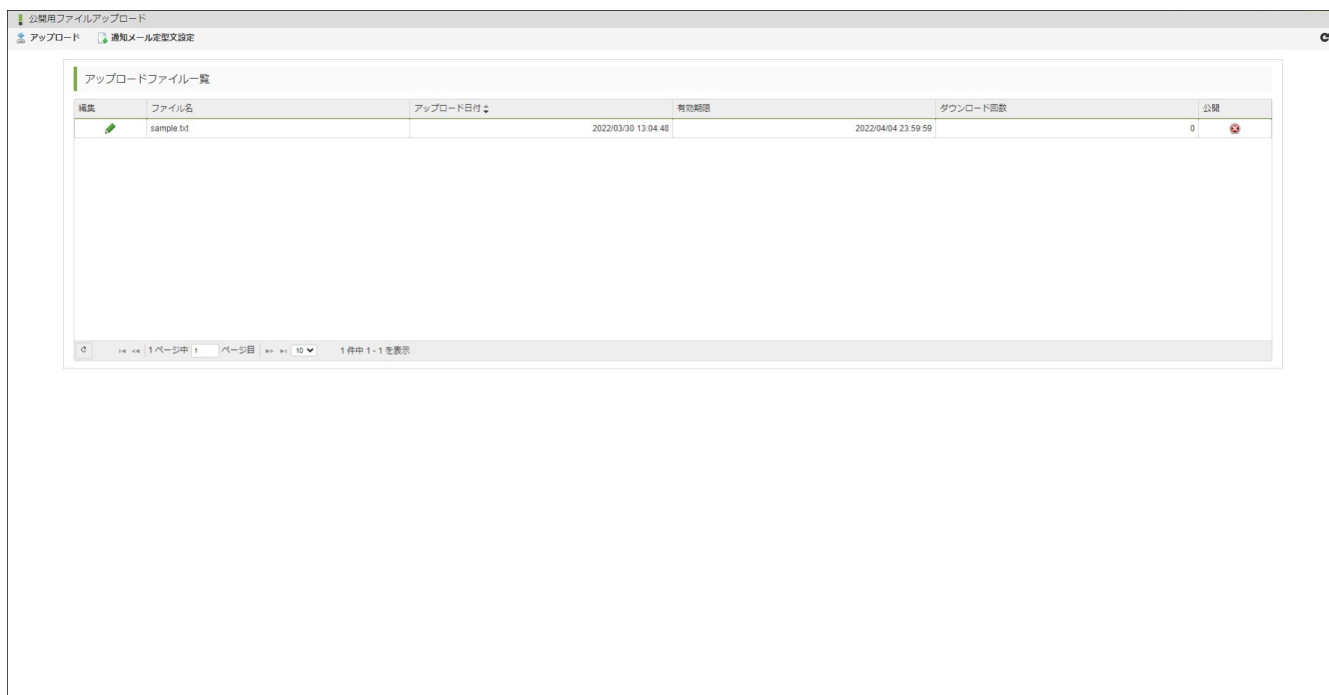 公開用ファイルアップロード
アップロード 通知メール定型文設定
アップロードファイル一覧
編集 ファイル名 アップロード日付 有効期限 ダウンロード回数 公開
sample.txt 2022/03/30 13:04:48 2022/04/04 23:59:59 0
1 ページ中 1 ページ目 10 1 件中 1 - 1 を表示